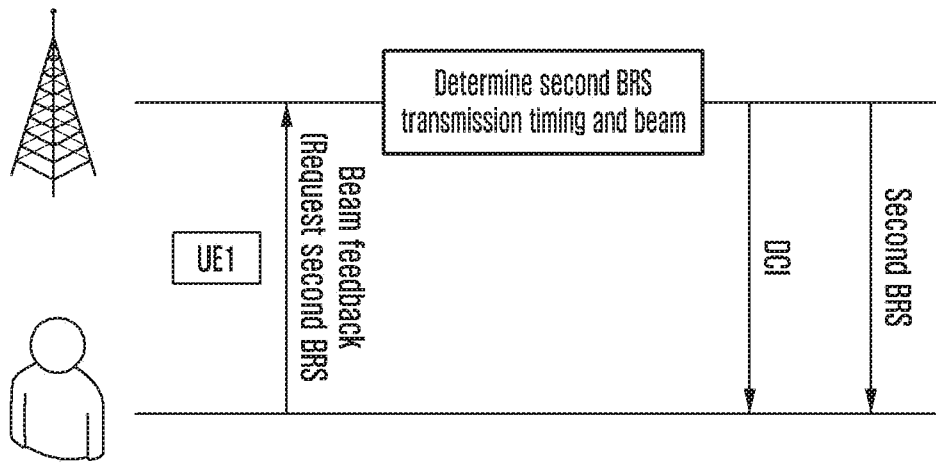 Determine second BRS
transmission timing and beam
UE1
Beam feedback
(Request second BRS
DCI
Second BRS